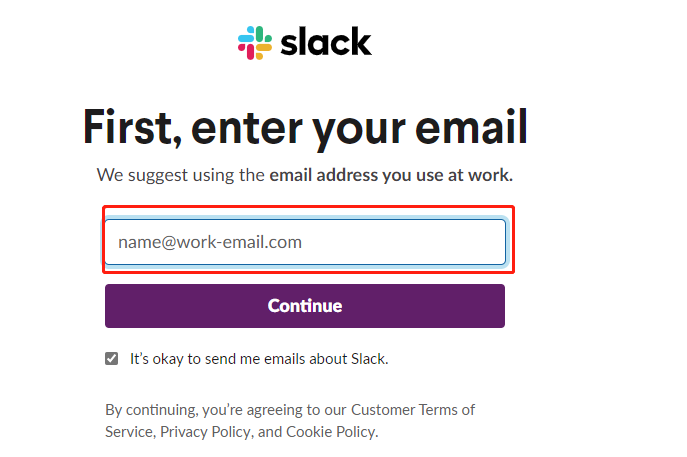 slack
First, enter your email
We suggest using the email address you use at work.
name@work-email.com
Continue
It’s okay to send me emails about Slack.
By continuing, you’re agreeing to our Customer Terms of
Service, Privacy Policy, and Cookie Policy.